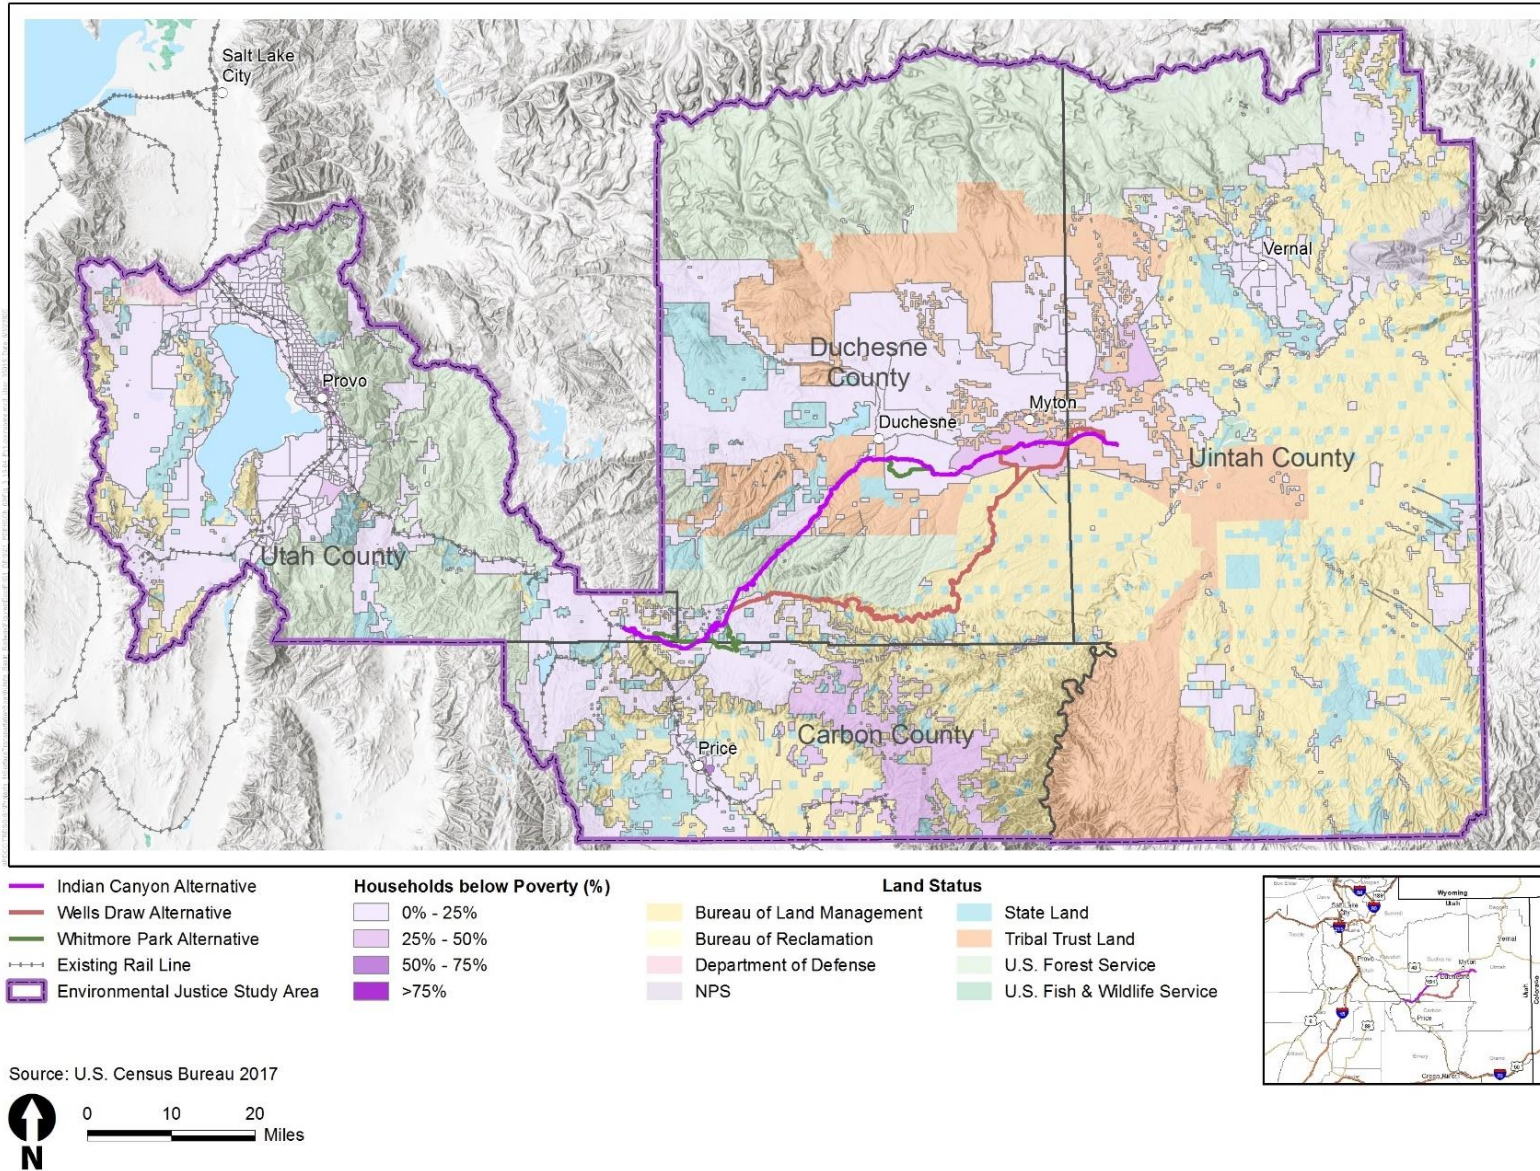 Salt Lake
City
Vernal
Provo
Duchesne
County
Myton
Duchesne
Uintah County
Utah County
Carbon County
Price
Indian Canyon Alternative
Wells Draw Alternative
Whitmore Park Alternative
Existing Rail Line
Environmental Justice Study Area
Households below Poverty (%)
0% - 25%
25% - 50%
50% - 75%
>75%
Land Status
Bureau of Land Management
Bureau of Reclamation
Department of Defense
NPS
State Land
Tribal Trust Land
U.S. Forest Service
U.S. Fish & Wildlife Service
Wyoming
Utah
Vernal
Provo
Myton
Duchesne
Price
Utah
Colorado
Source: U.S. Census Bureau 2017
0 10 20
Miles
N